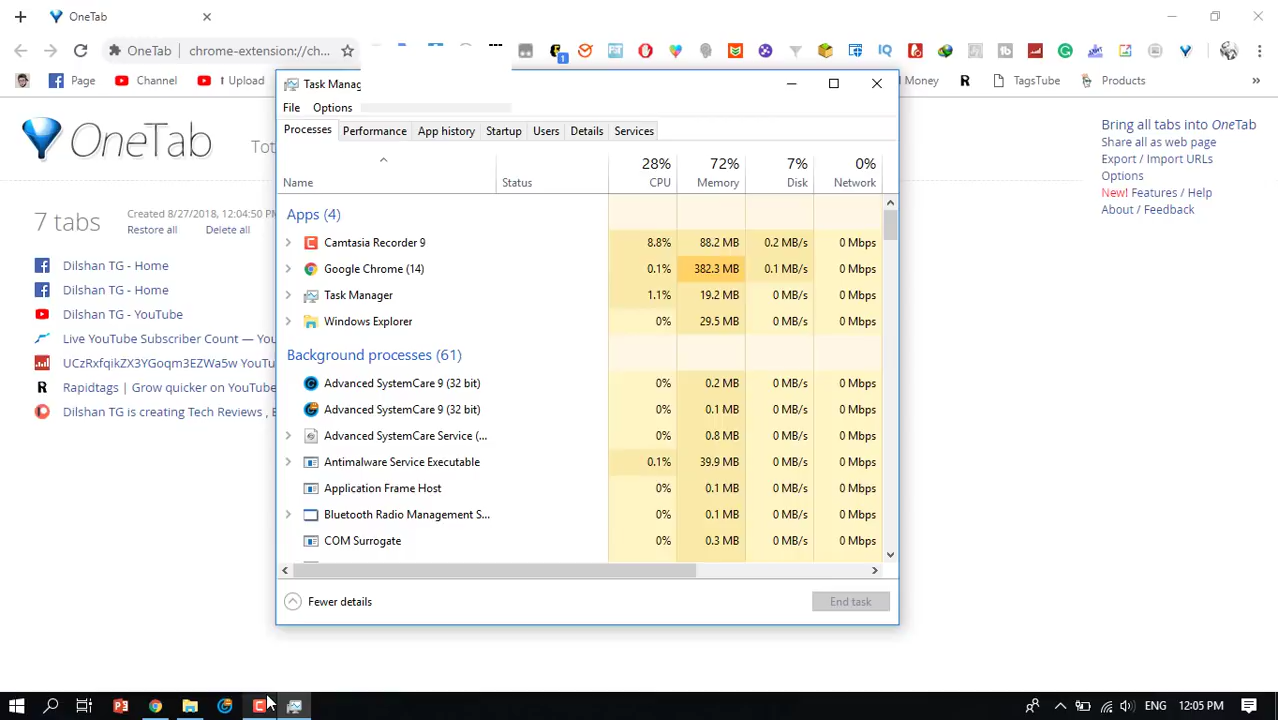 OneTab
OneTab chrome-extension://ch...
1
Page Channel Upload Money TagsTube Products »
Task Manag
File Options
Processes Performance App history Startup Users Details Services
28% 72% 7% 0%
Name Status CPU Memory Disk Network
Apps (4)
Camtasia Recorder 9 8.8% 88.2 MB 0.2 MB/s 0 Mbps
Google Chrome (14) 0.1% 382.3 MB 0.1 MB/s 0 Mbps
Task Manager 1.1% 19.2 MB 0 MB/s 0 Mbps
Windows Explorer 0% 29.5 MB 0 MB/s 0 Mbps
Background processes (61)
Advanced SystemCare 9 (32 bit) 0% 0.2 MB 0 MB/s 0 Mbps
Advanced SystemCare 9 (32 bit) 0% 0.1 MB 0 MB/s 0 Mbps
Advanced SystemCare Service (... 0% 0.8 MB 0 MB/s 0 Mbps
Antimalware Service Executable 0.1% 39.9 MB 0 MB/s 0 Mbps
Application Frame Host 0% 0.1 MB 0 MB/s 0 Mbps
Bluetooth Radio Management S... 0% 0.1 MB 0 MB/s 0 Mbps
COM Surrogate 0% 0.3 MB 0 MB/s 0 Mbps
Fewer details End task
OneTab Tot
7 tabs Created 8/27/2018, 12:04:50 P
Restore all Delete all
Dilshan TG - Home
Dilshan TG - Home
Dilshan TG - YouTube
Live YouTube Subscriber Count — You
UCzRxfqikZX3YGoqm3EZWa5w YouTu
Rapidtags | Grow quicker on YouTube
Dilshan TG is creating Tech Reviews , E
Bring all tabs into OneTab
Share all as web page
Export / Import URLs
Options
New! Features / Help
About / Feedback
ENG 12:05 PM